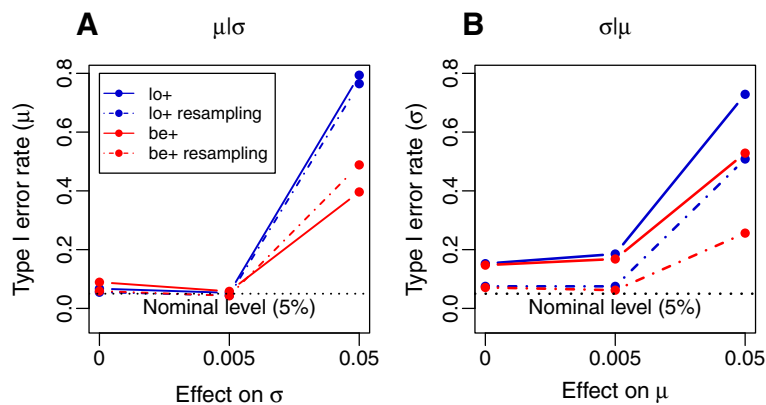 A
μ|σ
Type I error rate (μ)
0.8
0.6
0.4
0.2
0.0
lo+
lo+ resampling
be+
be+ resampling
Nominal level (5%)
0
0.005
0.05
Effect on σ
B
σ|μ
Type I error rate (σ)
0.8
0.6
0.4
0.2
0.0
Nominal level (5%)
0
0.005
0.05
Effect on μ